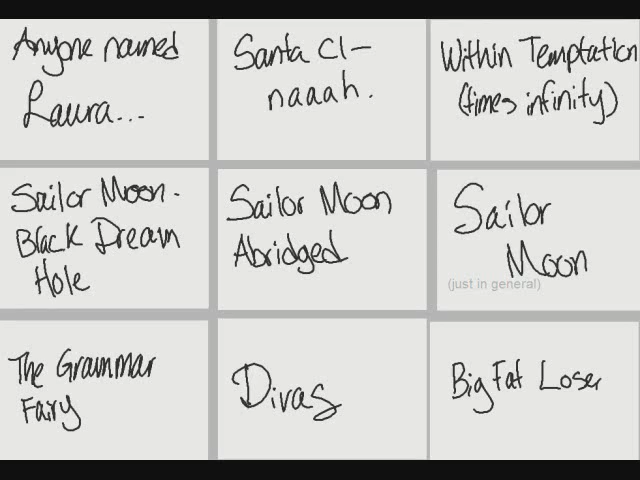 Anyone named
Laura...
Santa Cl-
naaah.
Within Temptation
(times infinity)
Sailor Moon-
Black Dream
Hole
Sailor Moon
Abridged
Sailor
Moon
(just in general)
The Grammar
Fairy
Divas
Big Fat Loser